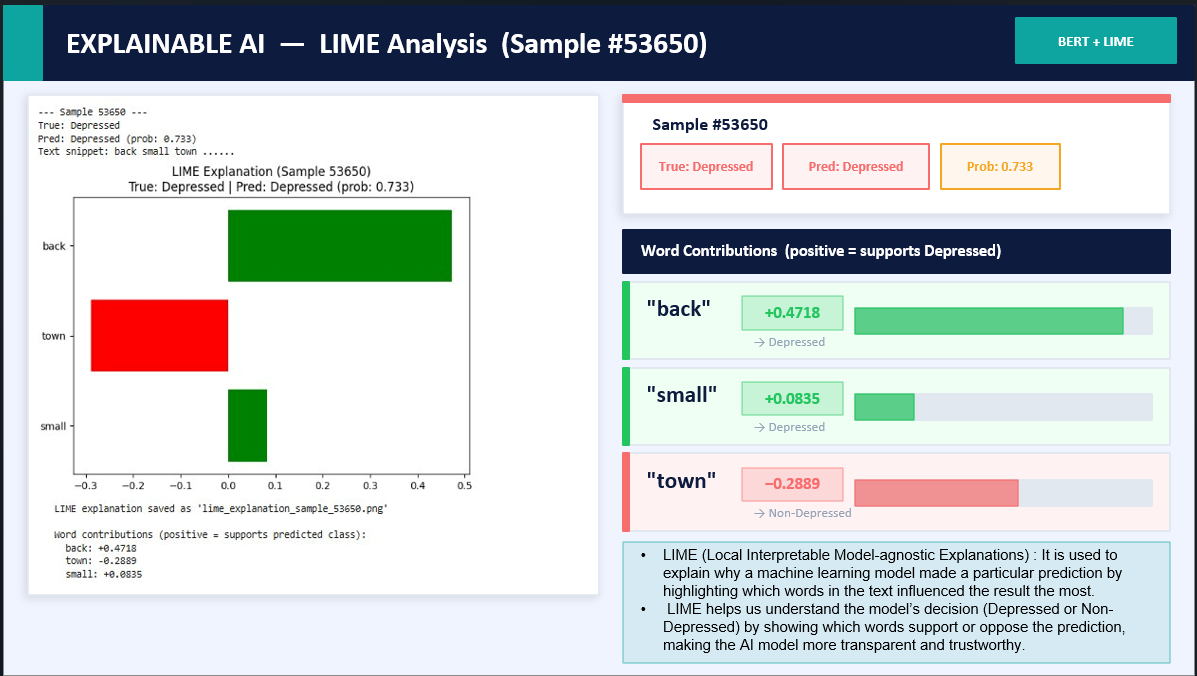 EXPLAINABLE AI — LIME Analysis (Sample #53650)
BERT + LIME
--- Sample 53650 ---
True: Depressed
Pred: Depressed (prob: 0.733)
Text snippet: back small town ......
LIME Explanation (Sample 53650)
True: Depressed | Pred: Depressed (prob: 0.733)
back
town
small
−0.3 −0.2 −0.1 0.0 0.1 0.2 0.3 0.4 0.5
LIME explanation saved as 'lime_explanation_sample_53650.png'
Word contributions (positive = supports predicted class):
back: +0.4718
town: -0.2889
small: +0.0835
Sample #53650
True: Depressed
Pred: Depressed
Prob: 0.733
Word Contributions (positive = supports Depressed)
"back"
+0.4718
→ Depressed
"small"
+0.0835
→ Depressed
"town"
−0.2889
→ Non-Depressed
• LIME (Local Interpretable Model-agnostic Explanations) : It is used to
explain why a machine learning model made a particular prediction by
highlighting which words in the text influenced the result the most.
• LIME helps us understand the model’s decision (Depressed or Non-
Depressed) by showing which words support or oppose the prediction,
making the AI model more transparent and trustworthy.